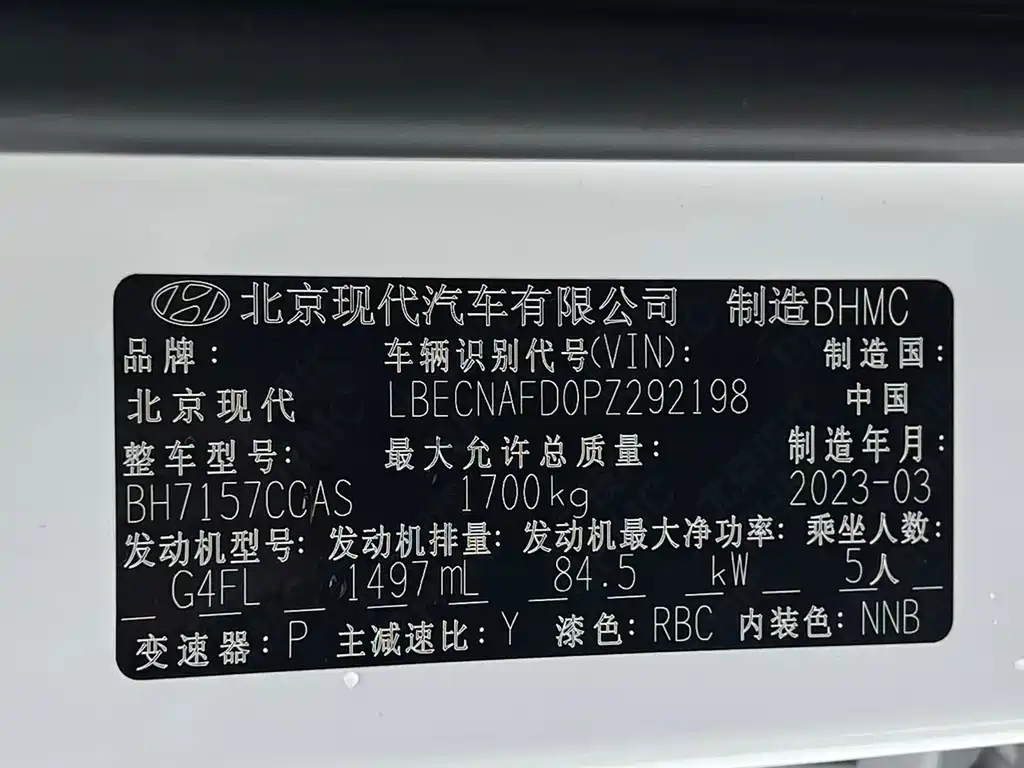 北京现代汽车有限公司 制造BHMC
品牌: 车辆识别代号(VIN): 制造国:
北京现代 LBECNAFD0PZ292198 中国
整车型号: 最大允许总质量: 制造年月:
BH7157CCAS 1700kg 2023-03
发动机型号: 发动机排量: 发动机最大净功率: 乘坐人数:
G4FL 1497mL 84.5 kW 5人
变速器: P 主减速比: Y 漆色: RBC 内装色: NNB